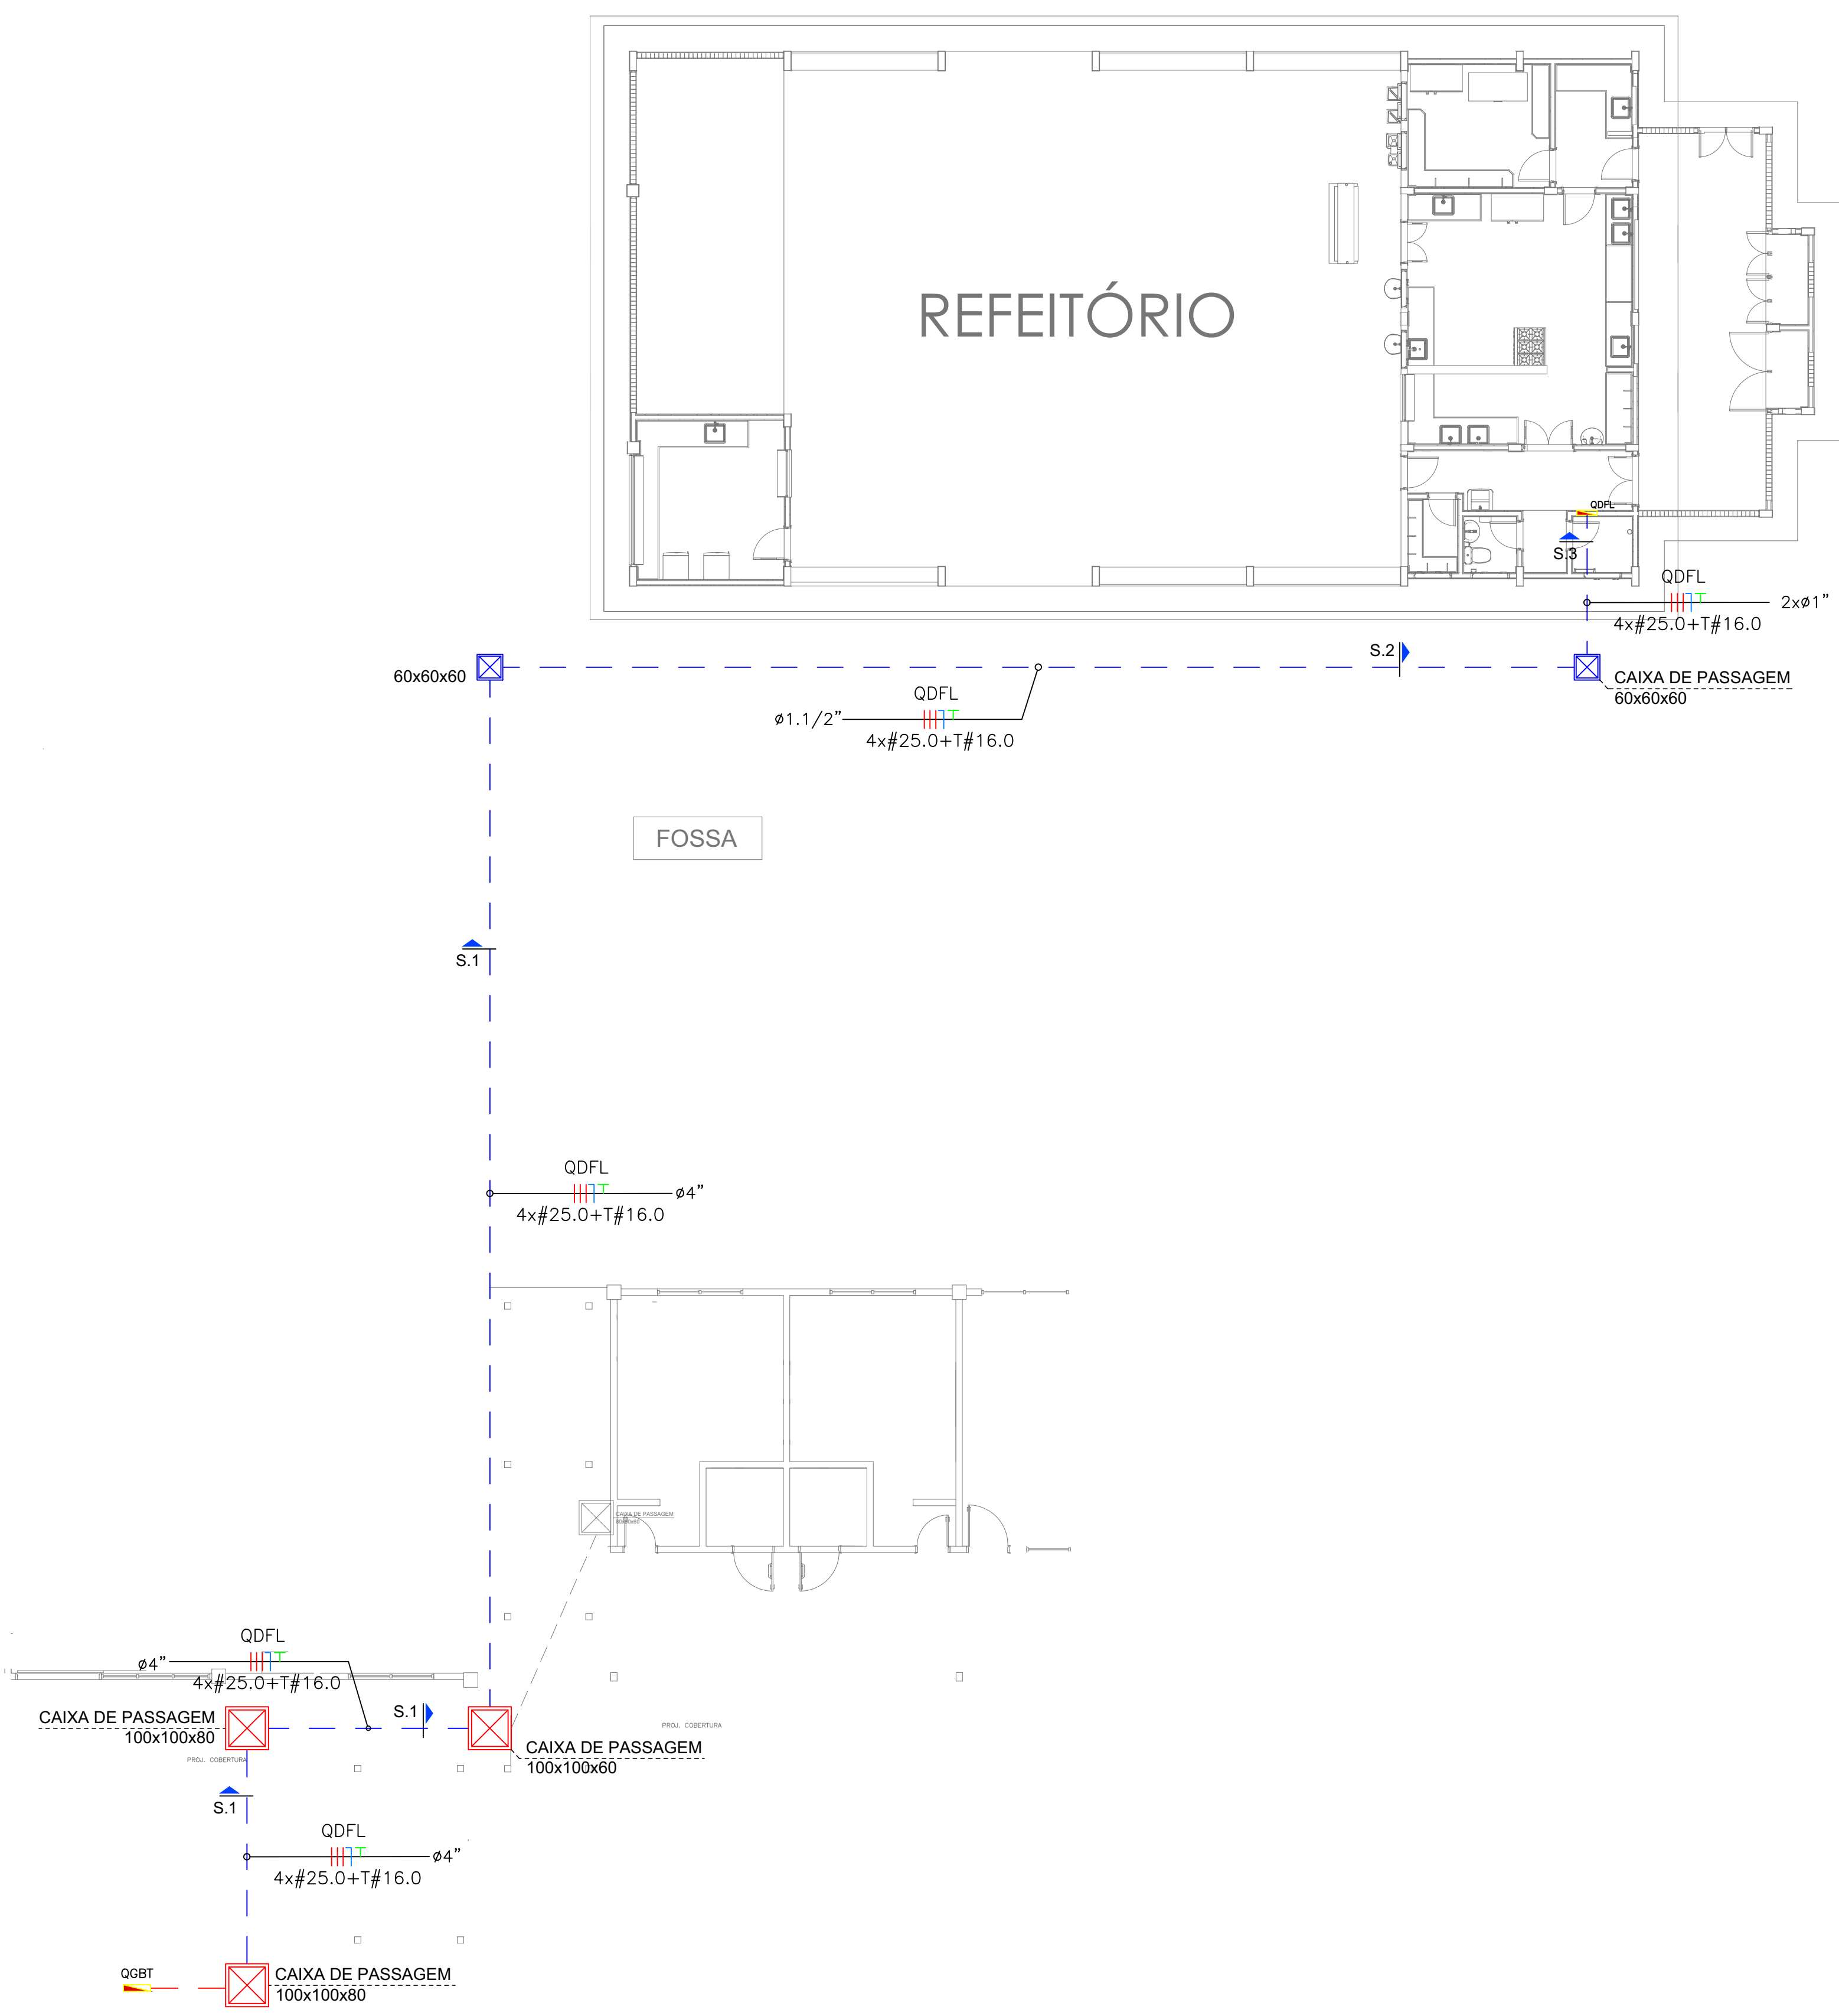 REFEITÓRIO
QDFL
S.3
QDFL
2xø1”
4x#25.0+T#16.0
S.2
60x60x60
CAIXA DE PASSAGEM
60x60x60
QDFL
ø1.1/2”
4x#25.0+T#16.0
FOSSA
S.1
QDFL
ø4”
4x#25.0+T#16.0
CAIXA DE PASSAGEM
QDFL
ø4”
4x#25.0+T#16.0
S.1
CAIXA DE PASSAGEM
100x100x80
PROJ. COBERTURA
CAIXA DE PASSAGEM
100x100x60
PROJ. COBERTURA
S.1
QDFL
ø4”
4x#25.0+T#16.0
QGBT
CAIXA DE PASSAGEM
100x100x80